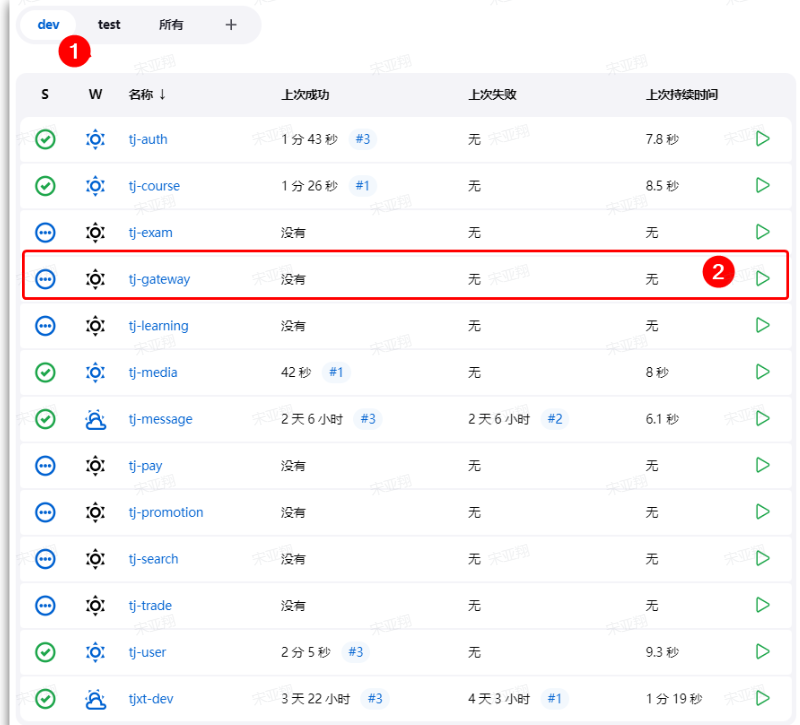 dev test 所有 +
1
S W 名称 ↓ 上次成功 上次失败 上次持续时间
tj-auth 1 分 43 秒 #3 无 7.8 秒
tj-course 1 分 26 秒 #1 无 8.5 秒
tj-exam 没有 无 无
tj-gateway 没有 无 无 2
tj-learning 没有 无 无
tj-media 42 秒 #1 无 8 秒
tj-message 2 天 6 小时 #3 2 天 6 小时 #2 6.1 秒
tj-pay 没有 无 无
tj-promotion 没有 无 无
tj-search 没有 无 无
tj-trade 没有 无 无
tj-user 2 分 5 秒 #3 无 9.3 秒
tjxt-dev 3 天 22 小时 #3 4 天 3 小时 #1 1 分 19 秒
宋亚翔